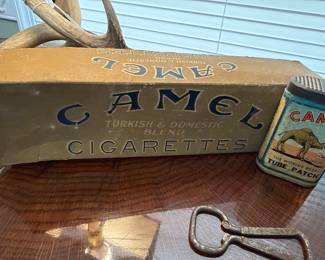 CAMEL
TURKISH & DOMESTIC
CAMEL
TURKISH & DOMESTIC
BLEND
CIGARETTES
CAM
TUBE PATCH